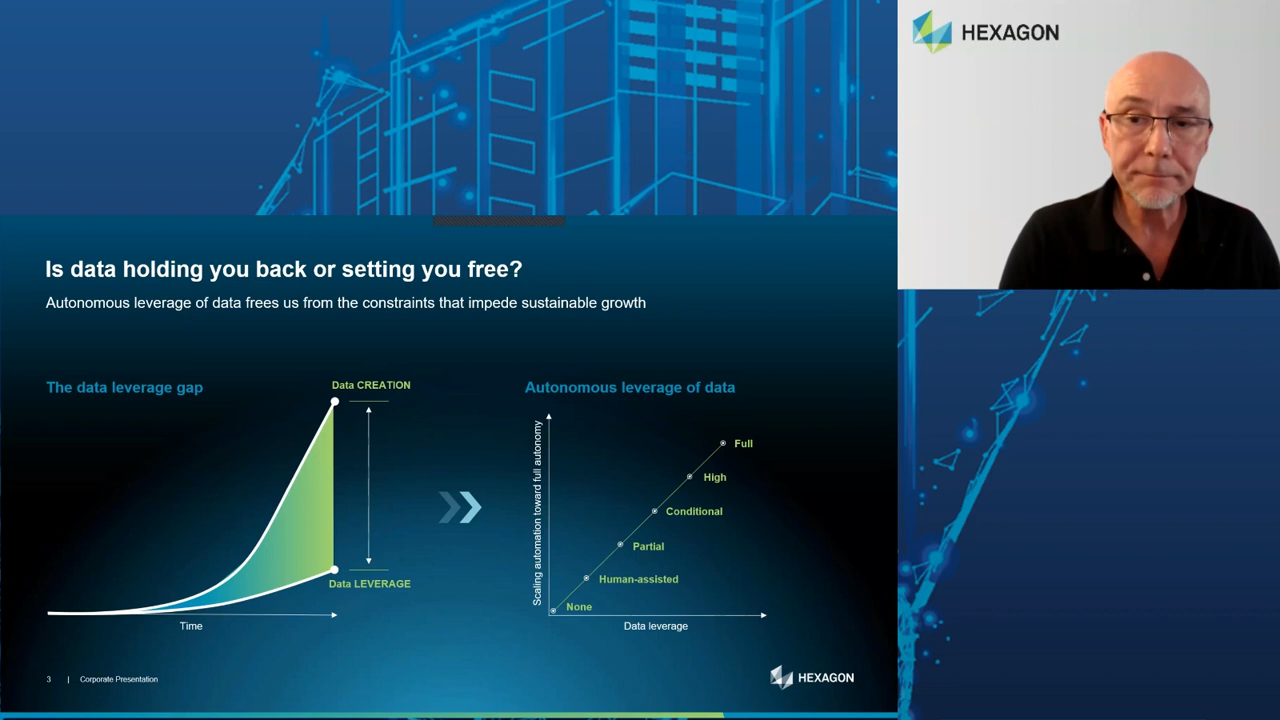 HEXAGON
Is data holding you back or setting you free?
Autonomous leverage of data frees us from the constraints that impede sustainable growth
The data leverage gap
Data CREATION
Data LEVERAGE
Time
Autonomous leverage of data
Scaling automation toward full autonomy
Full
High
Conditional
Partial
Human-assisted
None
Data leverage
3 | Corporate Presentation
HEXAGON